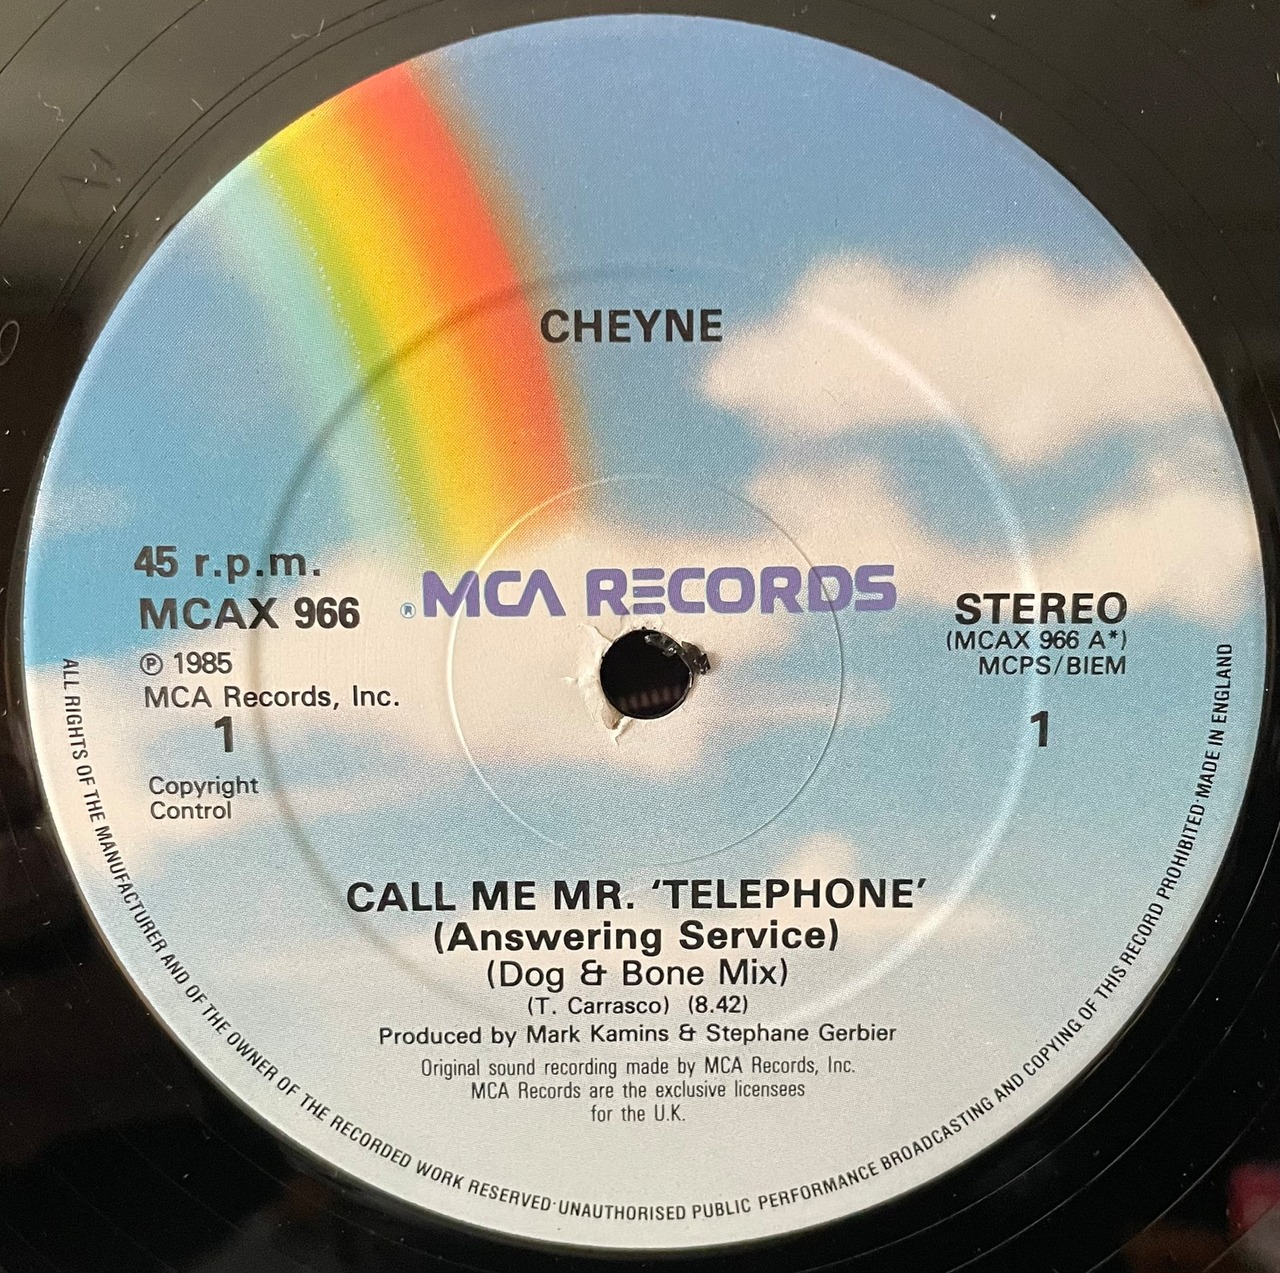 CHEYNE
45 r.p.m.
MCAX 966
® MCA RECORDS
STEREO
(MCAX 966 A*)
MCPS/BIEM
℗ 1985
MCA Records, Inc.
1
1
Copyright
Control
CALL ME MR. ‘TELEPHONE’
(Answering Service)
(Dog & Bone Mix)
(T. Carrasco) (8.42)
Produced by Mark Kamins & Stephane Gerbier
Original sound recording made by MCA Records, Inc.
MCA Records are the exclusive licensees
for the U.K.
ALL RIGHTS OF THE MANUFACTURER AND OF THE OWNER OF THE RECORDED WORK RESERVED·UNAUTHORISED PUBLIC PERFORMANCE BROADCASTING AND COPYING OF THIS RECORD PROHIBITED·MADE IN ENGLAND